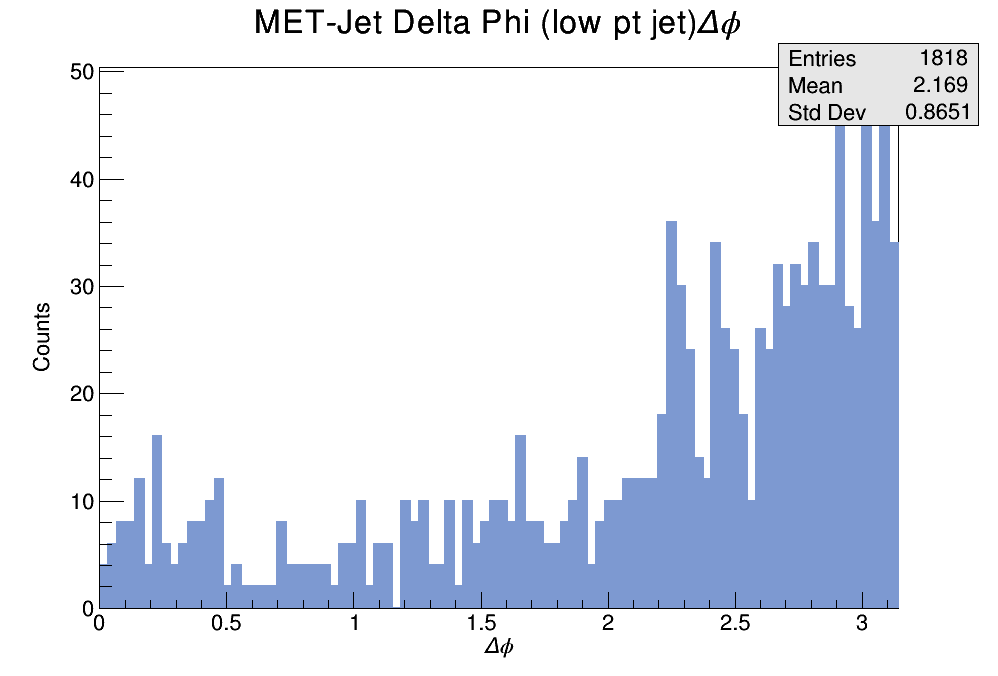 MET-Jet Delta Phi (low pt jet)Δϕ
Entries 1818
Mean 2.169
Std Dev 0.8651
50
40
30
20
10
0
Counts
0 0.5 1 1.5 2 2.5 3
Δϕ